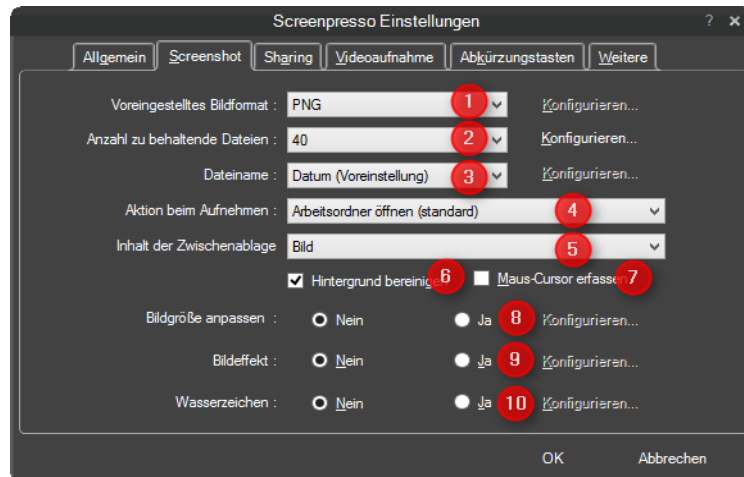 Screenpresso Einstellungen ? ×
Allgemein Screenshot Sharing Videoaufnahme Abkürzungstasten Weitere
Voreingestelltes Bildformat : PNG 1 Konfigurieren...
Anzahl zu behaltende Dateien : 40 2 Konfigurieren...
Dateiname : Datum (Voreinstellung) 3 Konfigurieren...
Aktion beim Aufnehmen : Arbeitsordner öffnen (standard) 4
Inhalt der Zwischenablage Bild 5
Hintergrund bereinigen 6 Maus-Cursor erfassen 7
Bildgröße anpassen : Nein Ja 8 Konfigurieren...
Bildeffekt : Nein Ja 9 Konfigurieren...
Wasserzeichen : Nein Ja 10 Konfigurieren...
OK Abbrechen